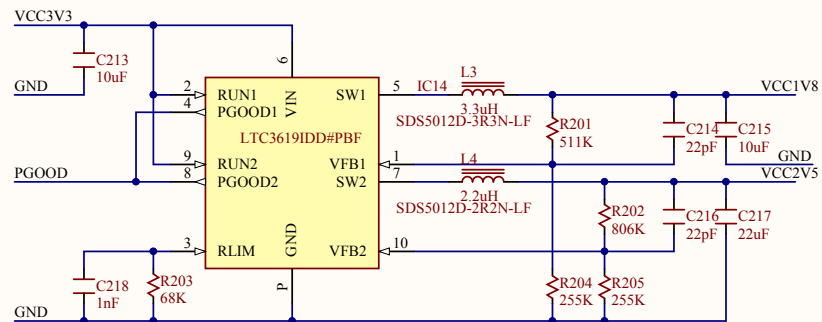 VCC3V3
C213
10uF
GND
6
VIN
2
RUN1
4
PGOOD1
LTC3619IDD#PBF
9
RUN2
PGOOD
8
PGOOD2
3
RLIM
GND
P
SW1
5
IC14
L3
3.3uH
SDS5012D-3R3N-LF
VFB1
1
SW2
7
L4
2.2uH
SDS5012D-2R2N-LF
VFB2
10
VCC1V8
R201
511K
C214
22pF
C215
10uF
GND
VCC2V5
R202
806K
C216
22pF
C217
22uF
C218
1nF
R203
68K
R204
255K
R205
255K
GND